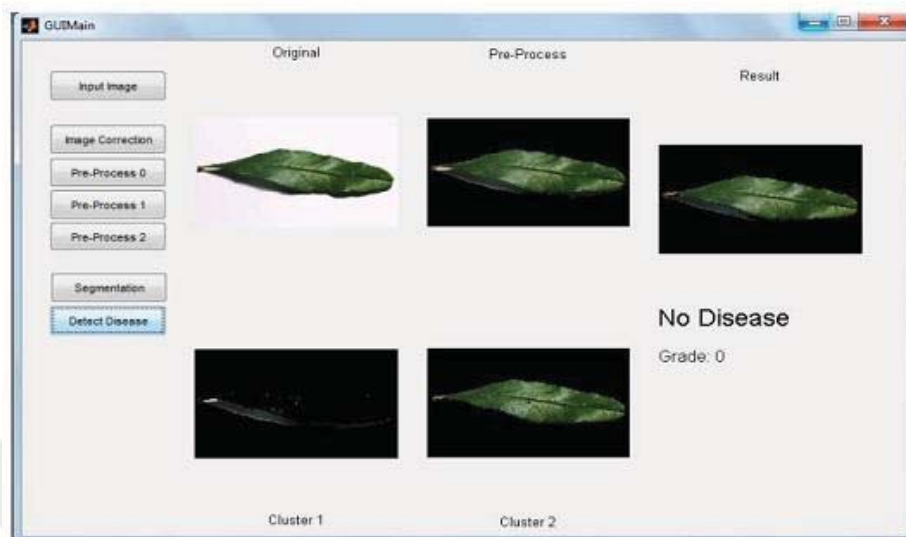 GUIMain
Original
Pre-Process
Result
Input Image
Image Correction
Pre-Process 0
Pre-Process 1
Pre-Process 2
Segmentation
Detect Disease
No Disease
Grade: 0
Cluster 1
Cluster 2